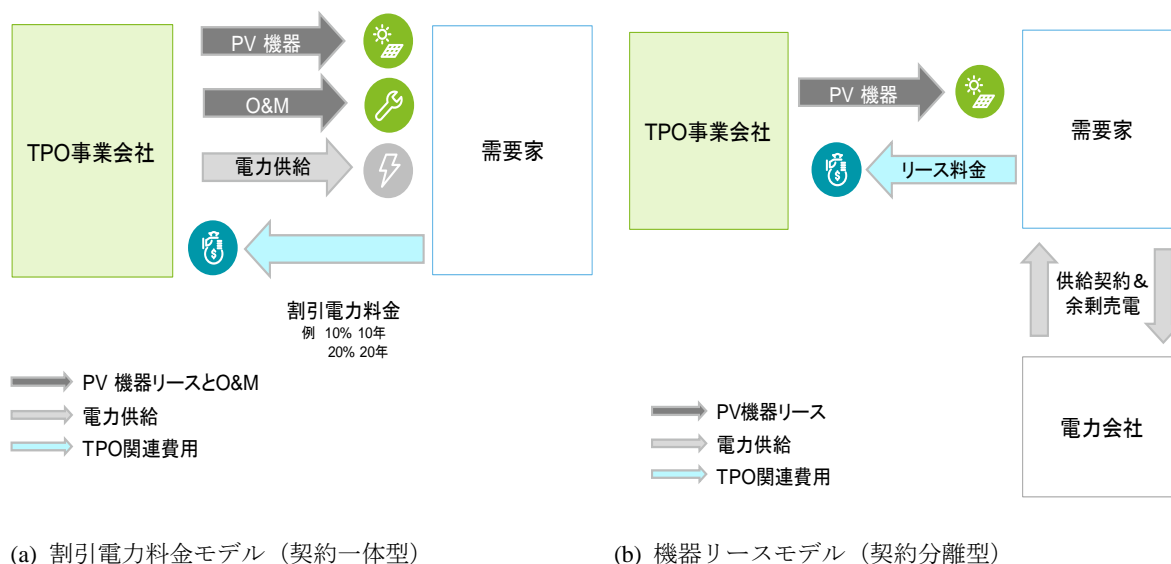 TPO事業会社
PV 機器
O&M
電力供給
需要家
割引電力料金
例 10% 10年
20% 20年
PV 機器リースとO&M
電力供給
TPO関連費用
(a) 割引電力料金モデル（契約一体型）
TPO事業会社
PV 機器
リース料金
需要家
供給契約＆
余剰売電
電力会社
PV機器リース
電力供給
TPO関連費用
(b) 機器リースモデル（契約分離型）